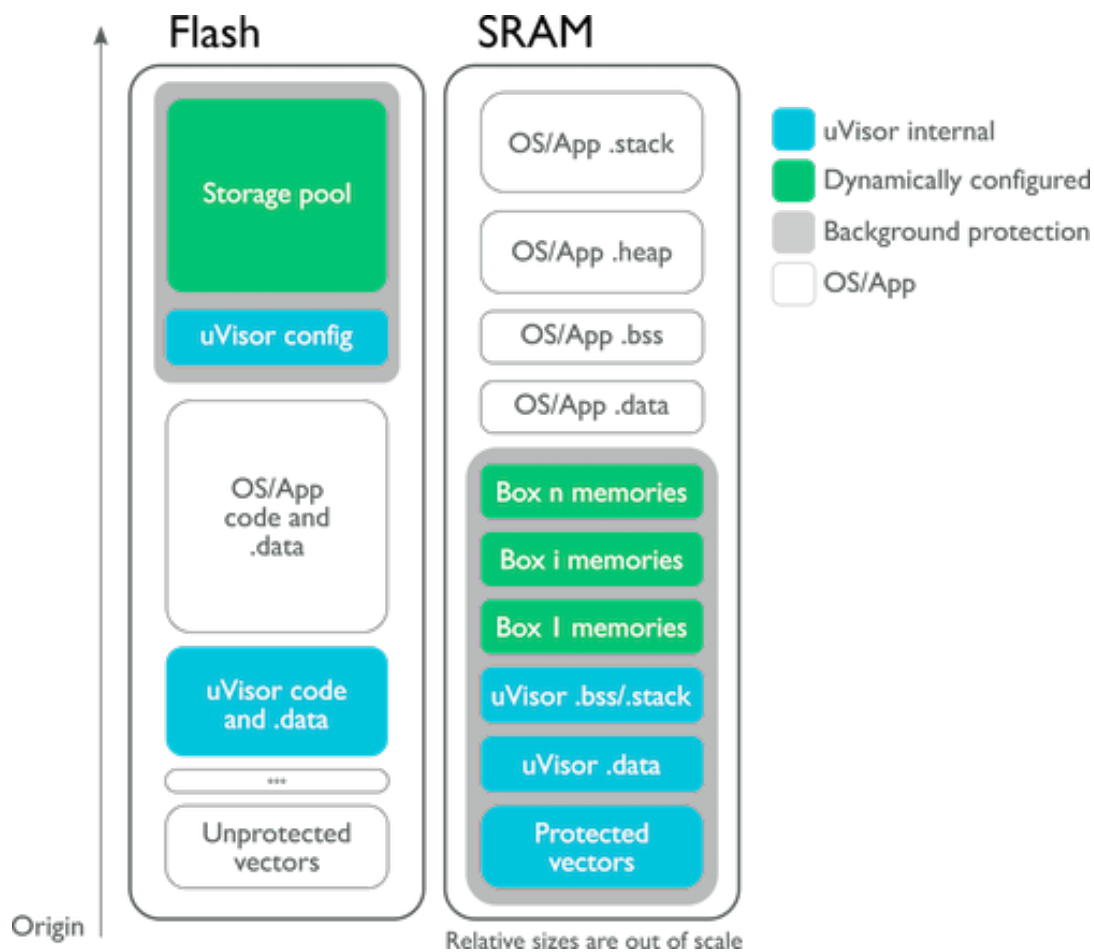 Flash
SRAM
Storage pool
uVisor config
OS/App
code and
.data
uVisor code
and .data
***
Unprotected
vectors
OS/App .stack
OS/App .heap
OS/App .bss
OS/App .data
Box n memories
Box i memories
Box 1 memories
uVisor .bss/.stack
uVisor .data
Protected
vectors
uVisor internal
Dynamically configured
Background protection
OS/App
Origin
Relative sizes are out of scale